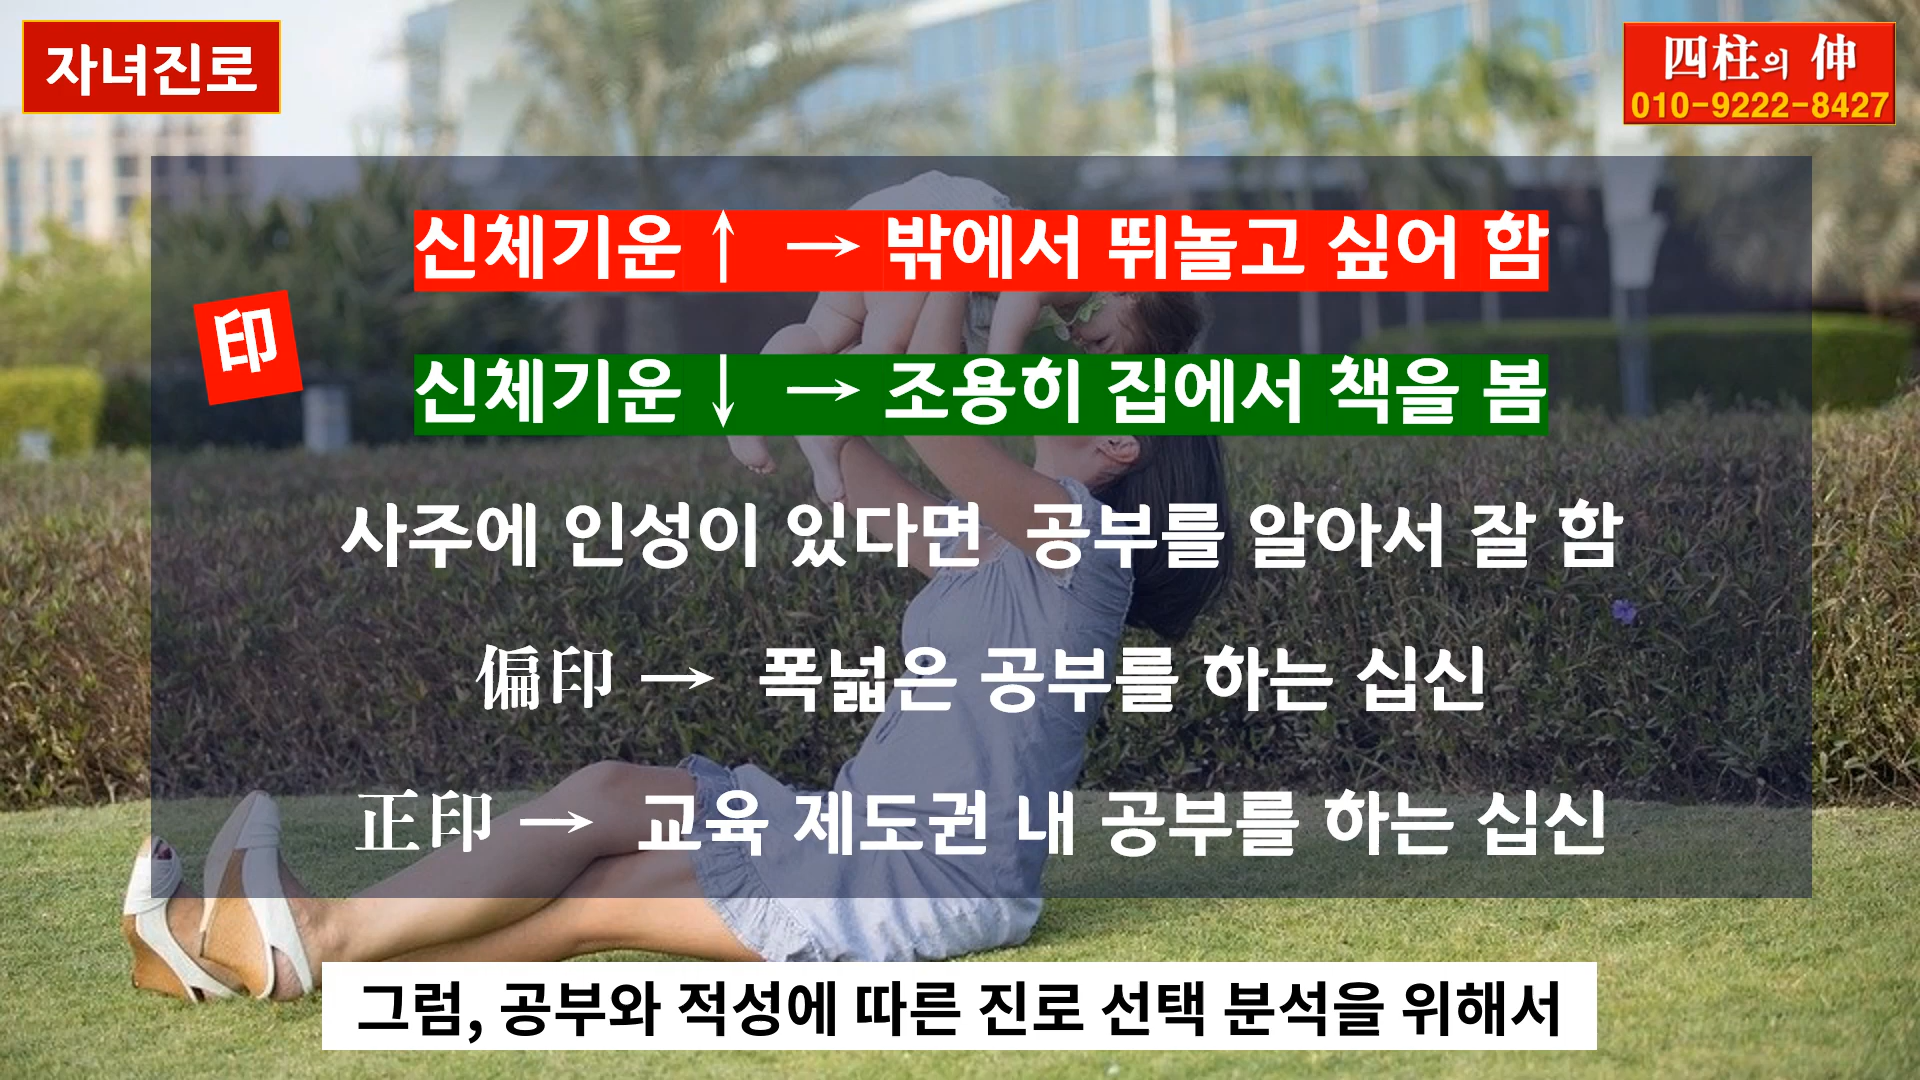 자녀진로
四柱의 伸
010-9222-8427
신체기운↑ → 밖에서 뛰놀고 싶어 함
印
신체기운↓ → 조용히 집에서 책을 봄
사주에 인성이 있다면 공부를 알아서 잘 함
偏印 → 폭넓은 공부를 하는 십신
正印 → 교육 제도권 내 공부를 하는 십신
그럼, 공부와 적성에 따른 진로 선택 분석을 위해서